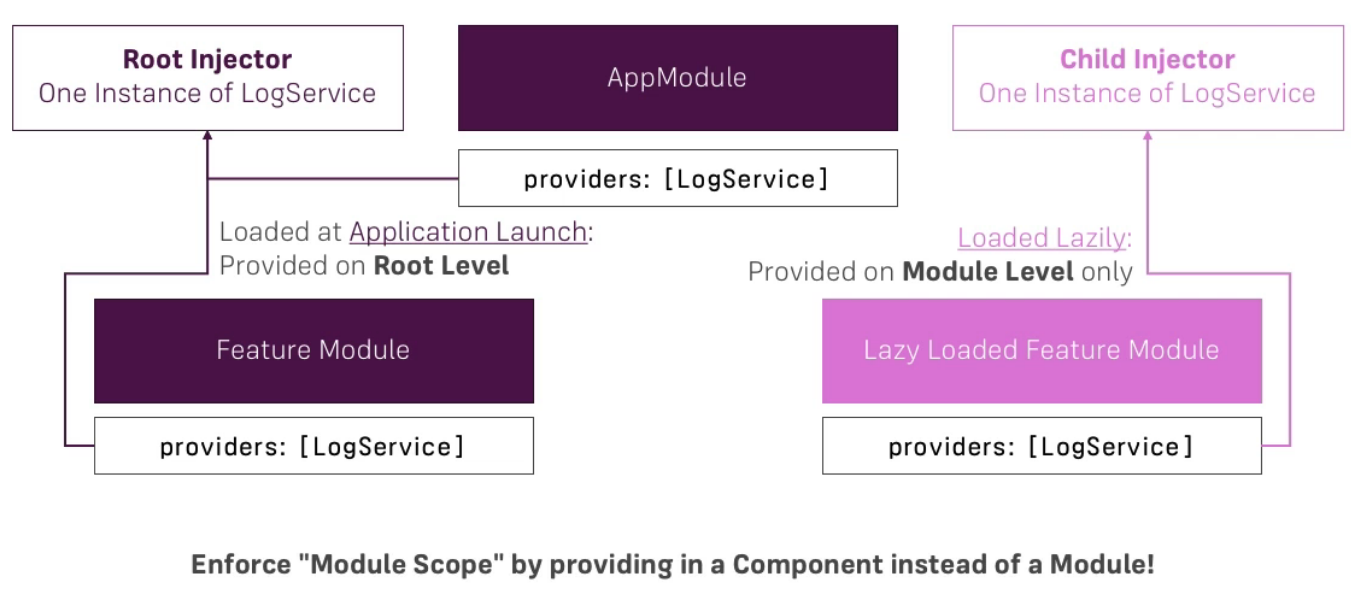 Root Injector
One Instance of LogService
AppModule
Child Injector
One Instance of LogService
providers: [LogService]
Loaded at Application Launch:
Provided on Root Level
Loaded Lazily:
Provided on Module Level only
Feature Module
Lazy Loaded Feature Module
providers: [LogService]
providers: [LogService]
Enforce "Module Scope" by providing in a Component instead of a Module!